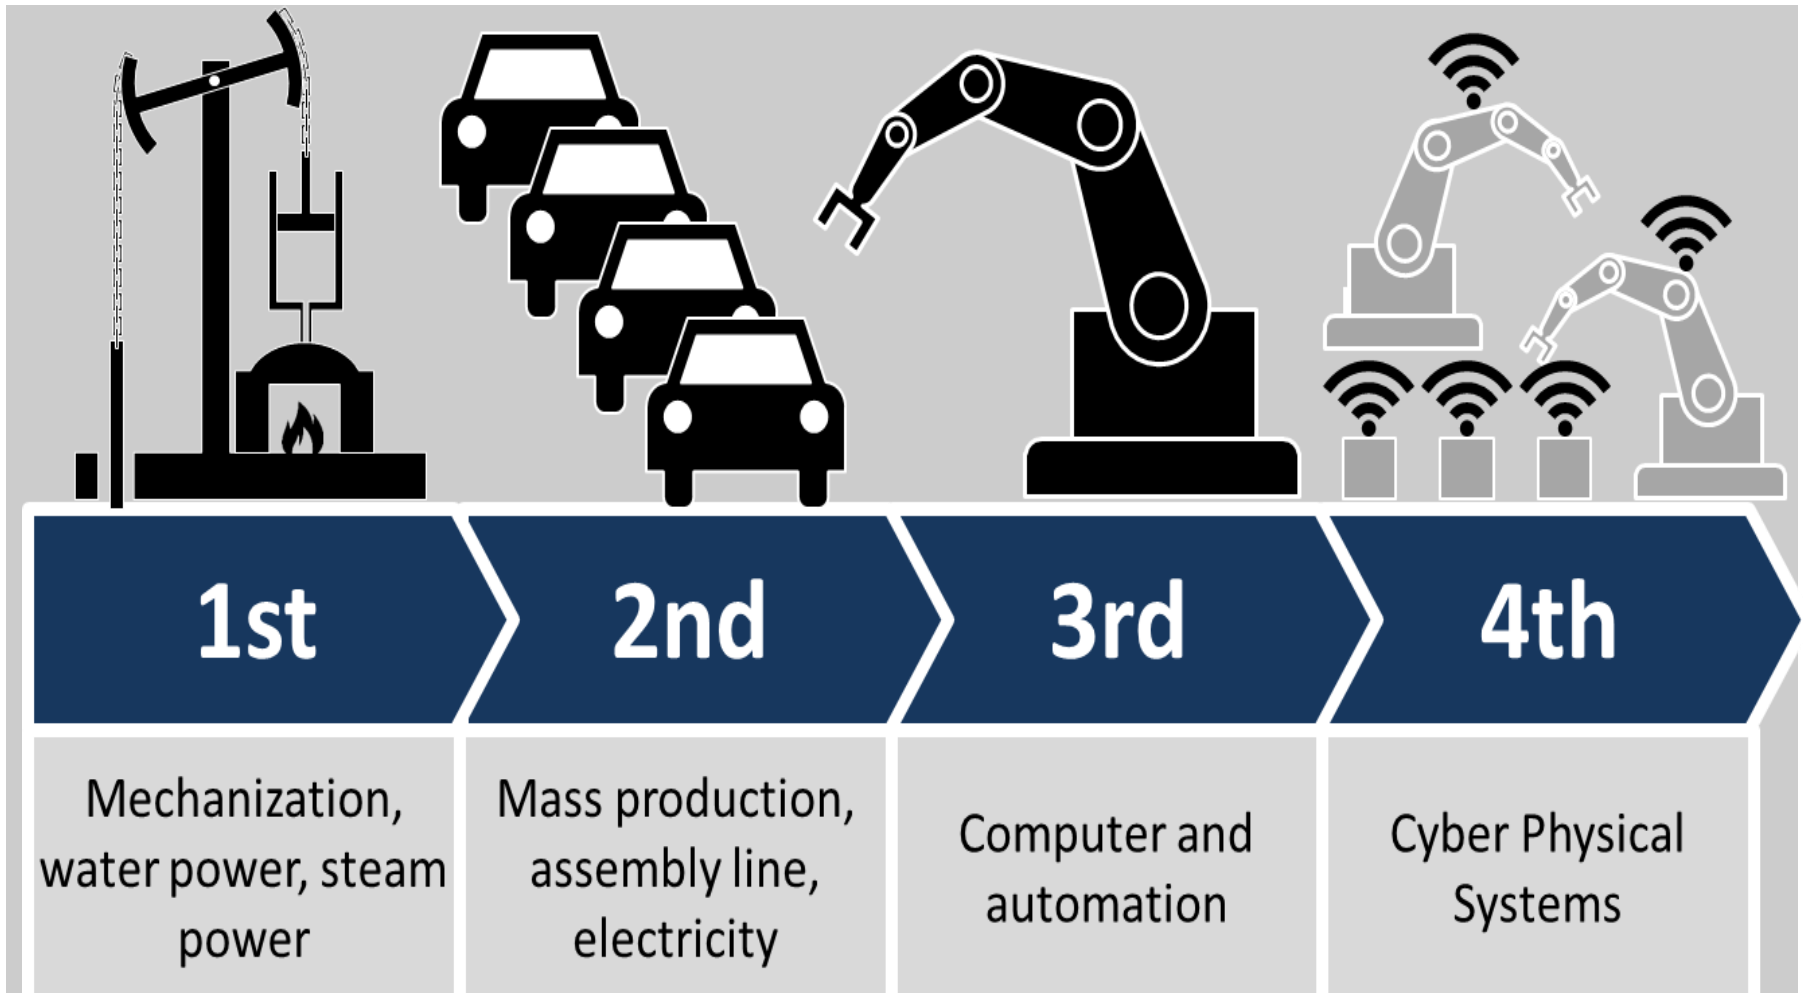 1st
2nd
3rd
4th
Mechanization,
water power, steam
power
Mass production,
assembly line,
electricity
Computer and
automation
Cyber Physical
Systems